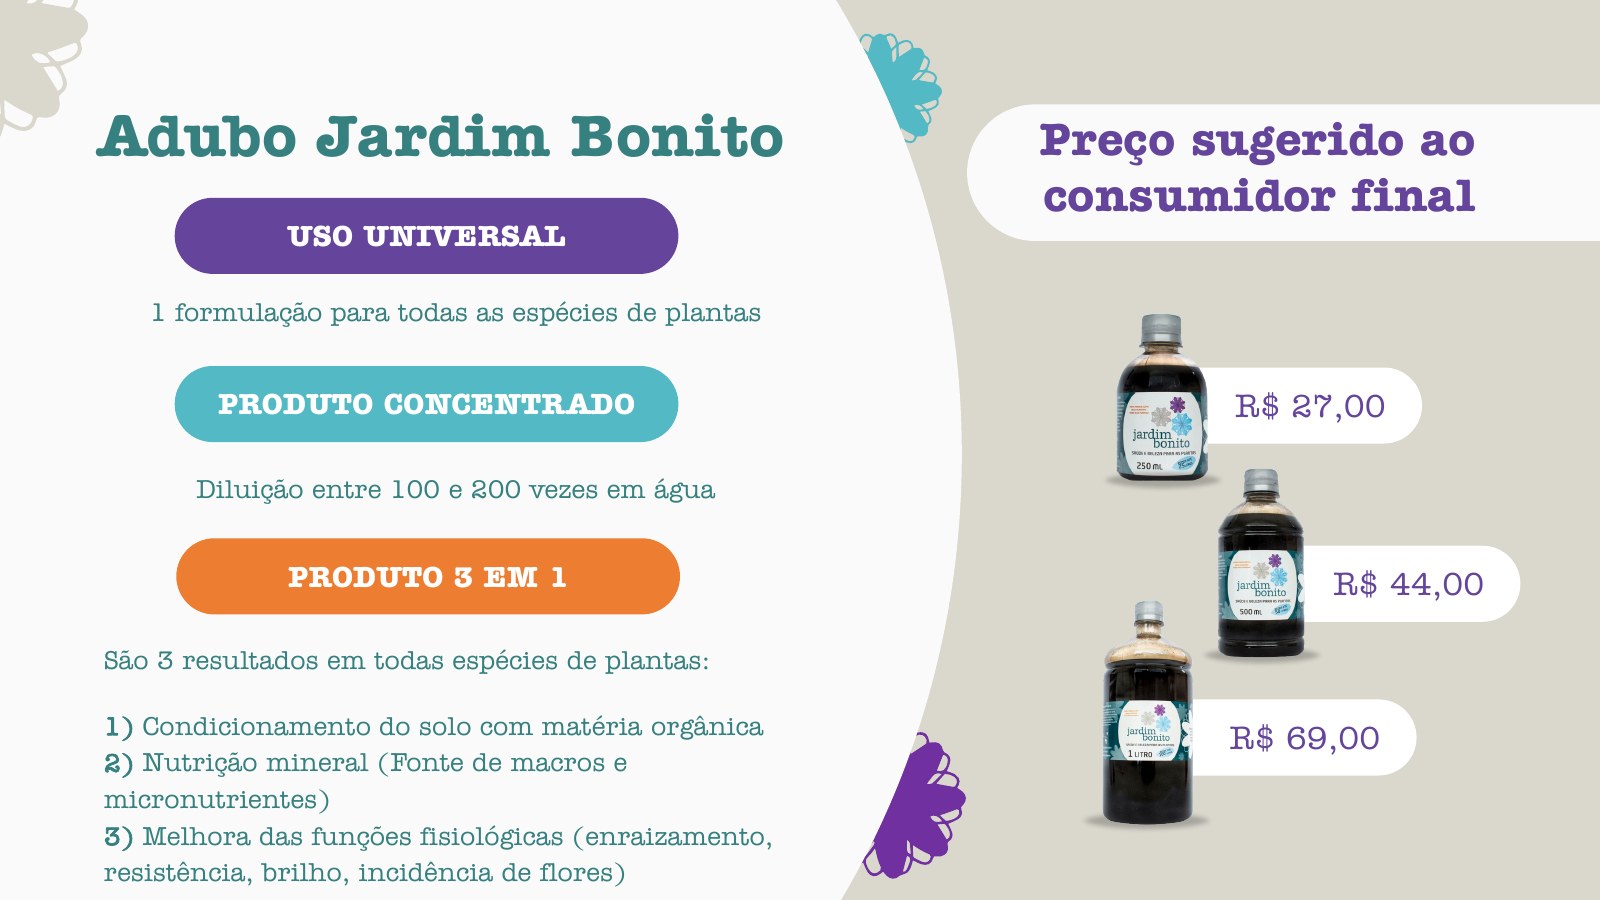 Adubo Jardim Bonito
USO UNIVERSAL
1 formulação para todas as espécies de plantas
PRODUTO CONCENTRADO
Diluição entre 100 e 200 vezes em água
PRODUTO 3 EM 1
São 3 resultados em todas espécies de plantas:
1) Condicionamento do solo com matéria orgânica
2) Nutrição mineral (Fonte de macros e
micronutrientes)
3) Melhora das funções fisiológicas (enraizamento,
resistência, brilho, incidência de flores)
Preço sugerido ao
consumidor final
jardim
bonito
250 ML
R$ 27,00
jardim
bonito
500 ML
R$ 44,00
jardim
bonito
1 LITRO
R$ 69,00